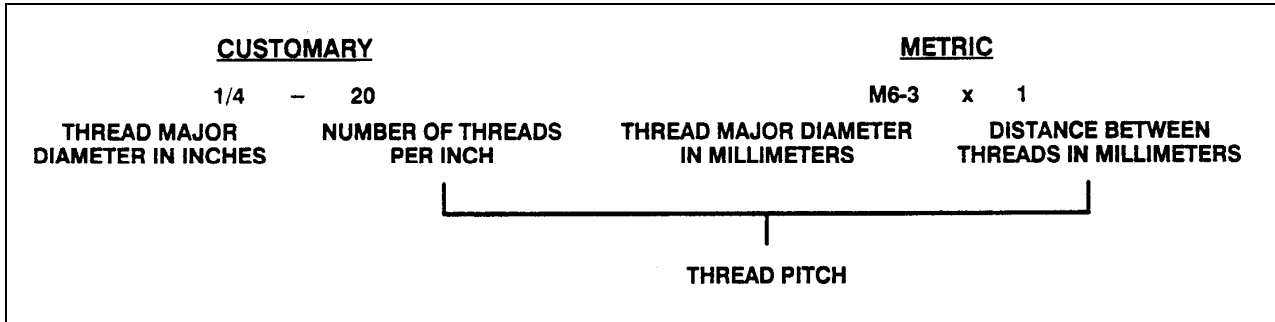 CUSTOMARY
1/4 – 20
THREAD MAJOR
DIAMETER IN INCHES
NUMBER OF THREADS
PER INCH
METRIC
M6-3 x 1
THREAD MAJOR DIAMETER
IN MILLIMETERS
DISTANCE BETWEEN
THREADS IN MILLIMETERS
THREAD PITCH